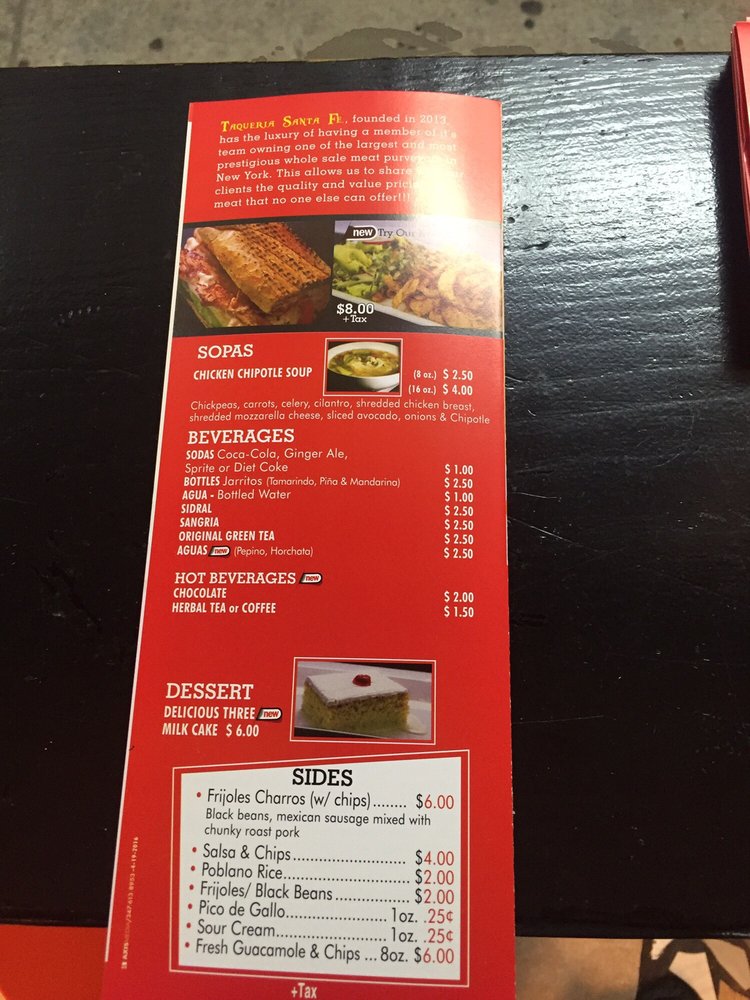 TAQUERIA SANTA FE, founded in 2013,
has the luxury of having a member of it's
team owning one of the largest and most
prestigious whole sale meat in
New York. This allows us to share
clients the quality and value
meat that no one else can offer!!!
new Try Our
$8.00
+Tax
SOPAS
CHICKEN CHIPOTLE SOUP (8 oz.) $ 2.50
(16 oz.) $ 4.00
Chickpeas, carrots, celery, cilantro, shredded chicken breast,
shredded mozzarella cheese, sliced avocado, onions & Chipotle
BEVERAGES
SODAS Coca-Cola, Ginger Ale,
Sprite or Diet Coke $ 1.00
BOTTLES Jarritos (Tamarindo, Piña & Mandarina) $ 2.50
AGUA - Bottled Water $ 1.00
SIDRAL $ 2.50
SANGRIA $ 2.50
ORIGINAL GREEN TEA $ 2.50
AGUAS new (Pepino, Horchata) $ 2.50
HOT BEVERAGES new
CHOCOLATE $ 2.00
HERBAL TEA or COFFEE $ 1.50
DESSERT
DELICIOUS THREE new
MILK CAKE $ 6.00
SIDES
• Frijoles Charros (w/ chips)........ $6.00
Black beans, mexican sausage mixed with
chunky roast pork
• Salsa & Chips........................ $4.00
• Poblano Rice........................... $2.00
• Frijoles/ Black Beans ................ $2.00
• Pico de Gallo..................... 1oz. .25¢
• Sour Cream....................... 1oz. .25¢
• Fresh Guacamole & Chips ... 8oz. $6.00
+Tax